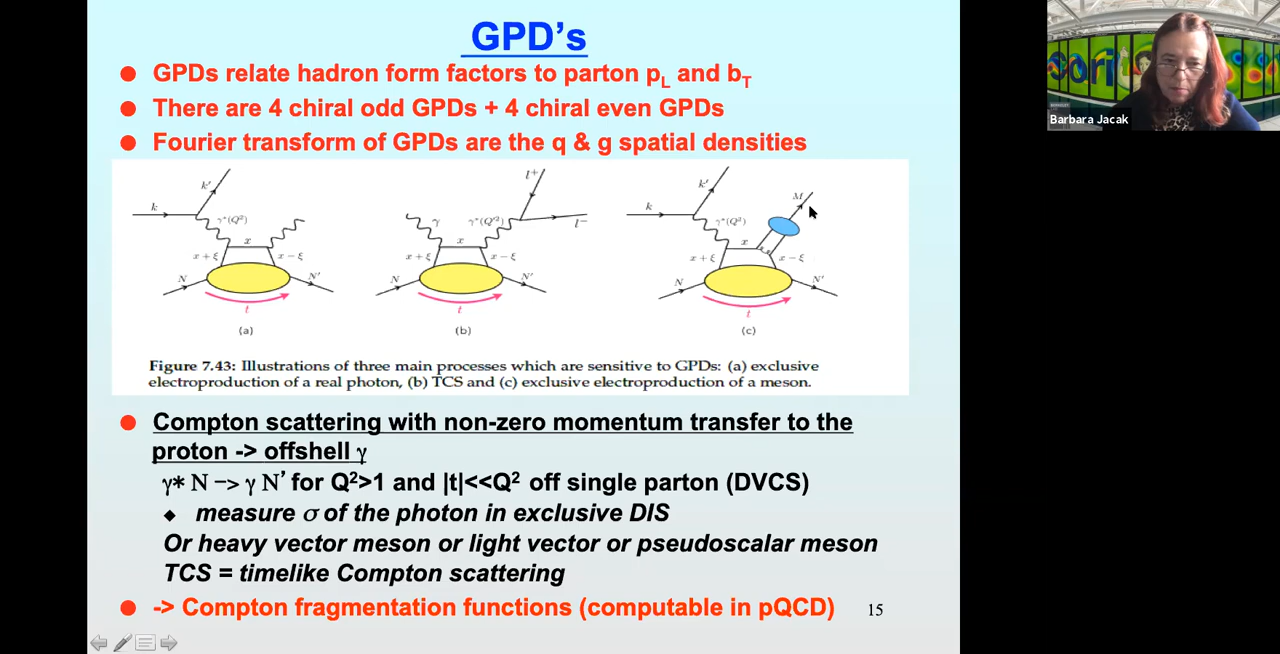 GPD's
GPDs relate hadron form factors to parton pL and bT
There are 4 chiral odd GPDs + 4 chiral even GPDs
Fourier transform of GPDs are the q & g spatial densities
k
k'
γ*(Q²)
x
x + ξ
x − ξ
N
N'
t
(a)
γ
γ*(Q'²)
l+
l−
x
x + ξ
x − ξ
N
N'
t
(b)
k
k'
γ*(Q²)
M
x
x + ξ
x − ξ
N
N'
t
(c)
Figure 7.43: Illustrations of three main processes which are sensitive to GPDs: (a) exclusive
electroproduction of a real photon, (b) TCS and (c) exclusive electroproduction of a meson.
Compton scattering with non-zero momentum transfer to the
proton -> offshell γ
γ* N –> γ N' for Q²>1 and |t|<<Q² off single parton (DVCS)
measure σ of the photon in exclusive DIS
Or heavy vector meson or light vector or pseudoscalar meson
TCS = timelike Compton scattering
-> Compton fragmentation functions (computable in pQCD)
15
Barbara Jacak